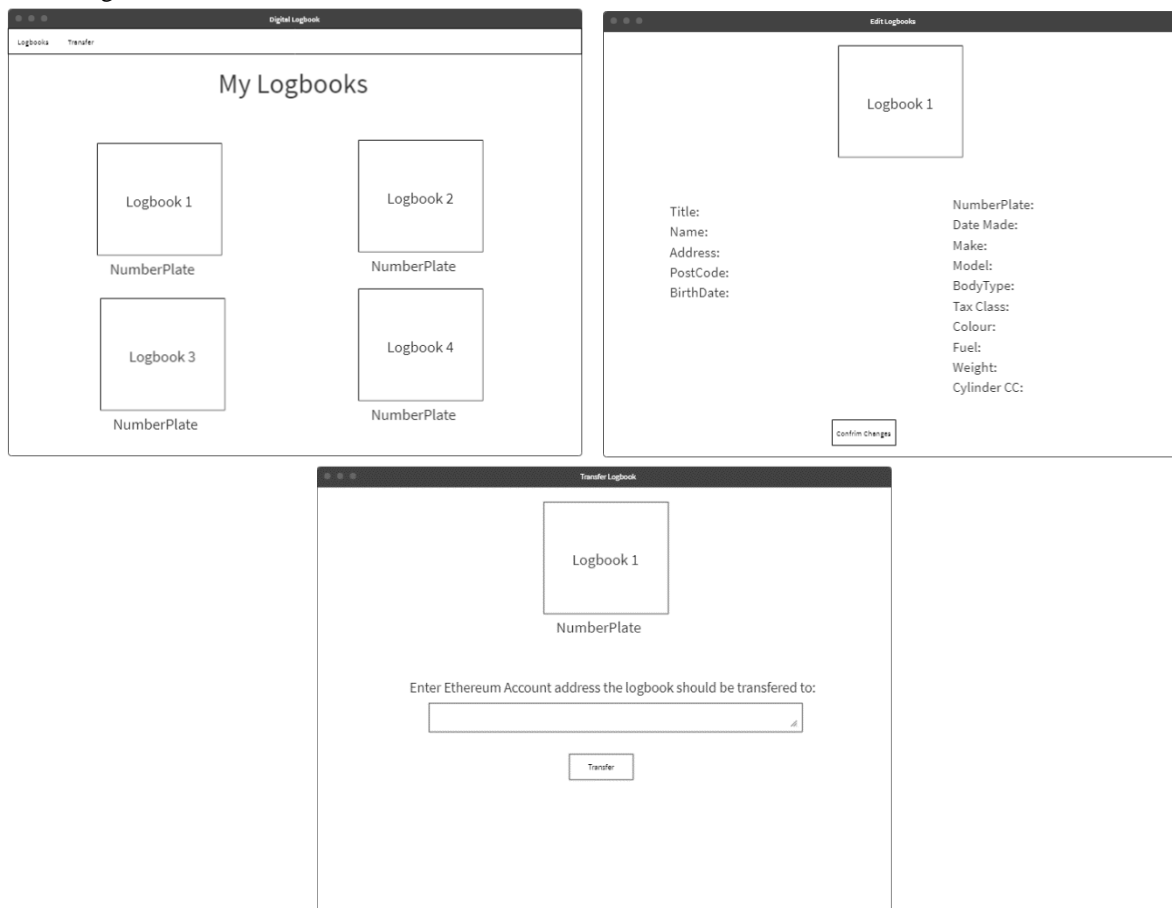 Digital Logbook
Logbooks Transfer
My Logbooks
Logbook 1
NumberPlate
Logbook 2
NumberPlate
Logbook 3
NumberPlate
Logbook 4
NumberPlate
Edit Logbooks
Logbook 1
Title:
Name:
Address:
PostCode:
BirthDate:
NumberPlate:
Date Made:
Make:
Model:
BodyType:
Tax Class:
Colour:
Fuel:
Weight:
Cylinder CC:
Confrim Changes
Transfer Logbook
Logbook 1
NumberPlate
Enter Ethereum Account address the logbook should be transfered to:
Transfer